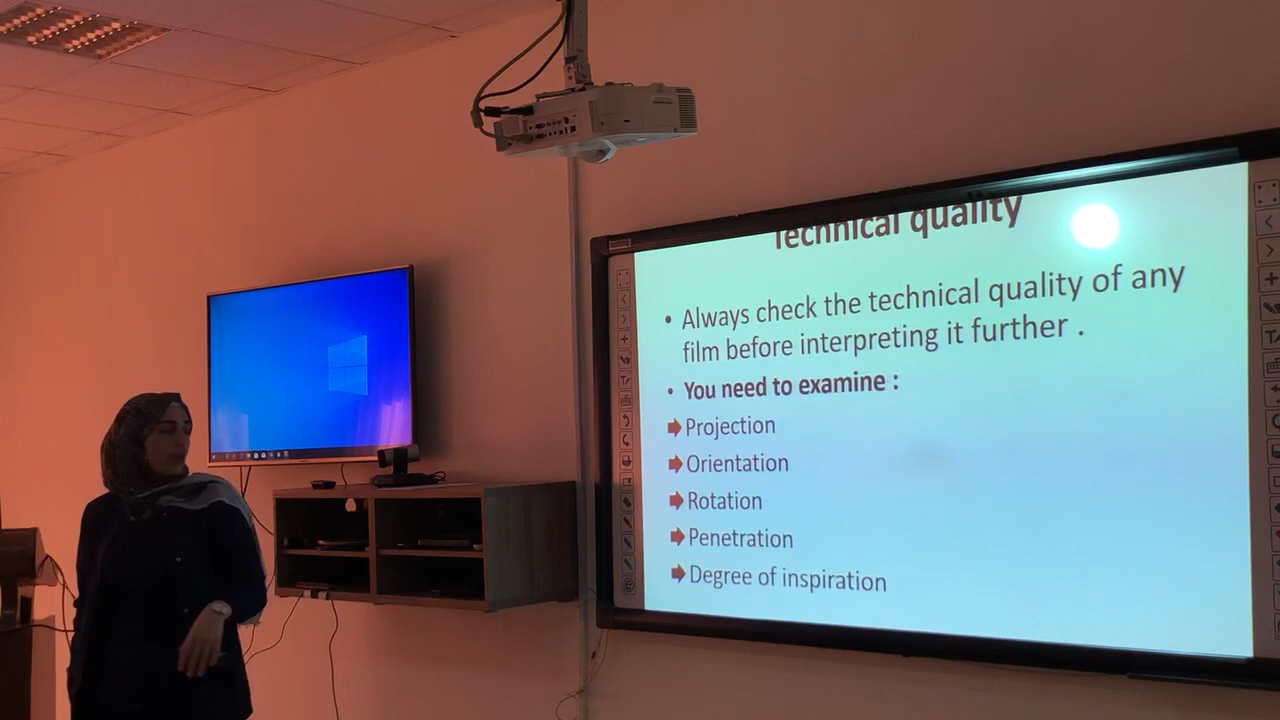 Technical quality
• Always check the technical quality of any
film before interpreting it further .
• You need to examine :
Projection
Orientation
Rotation
Penetration
Degree of inspiration